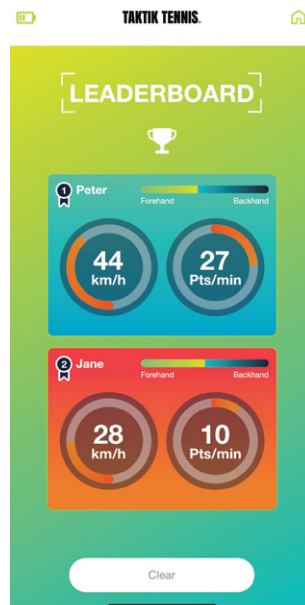 TAKTIK TENNIS.
LEADERBOARD
1 Peter
Forehand Backhand
44 km/h
27 Pts/min
2 Jane
Forehand Backhand
28 km/h
10 Pts/min
Clear